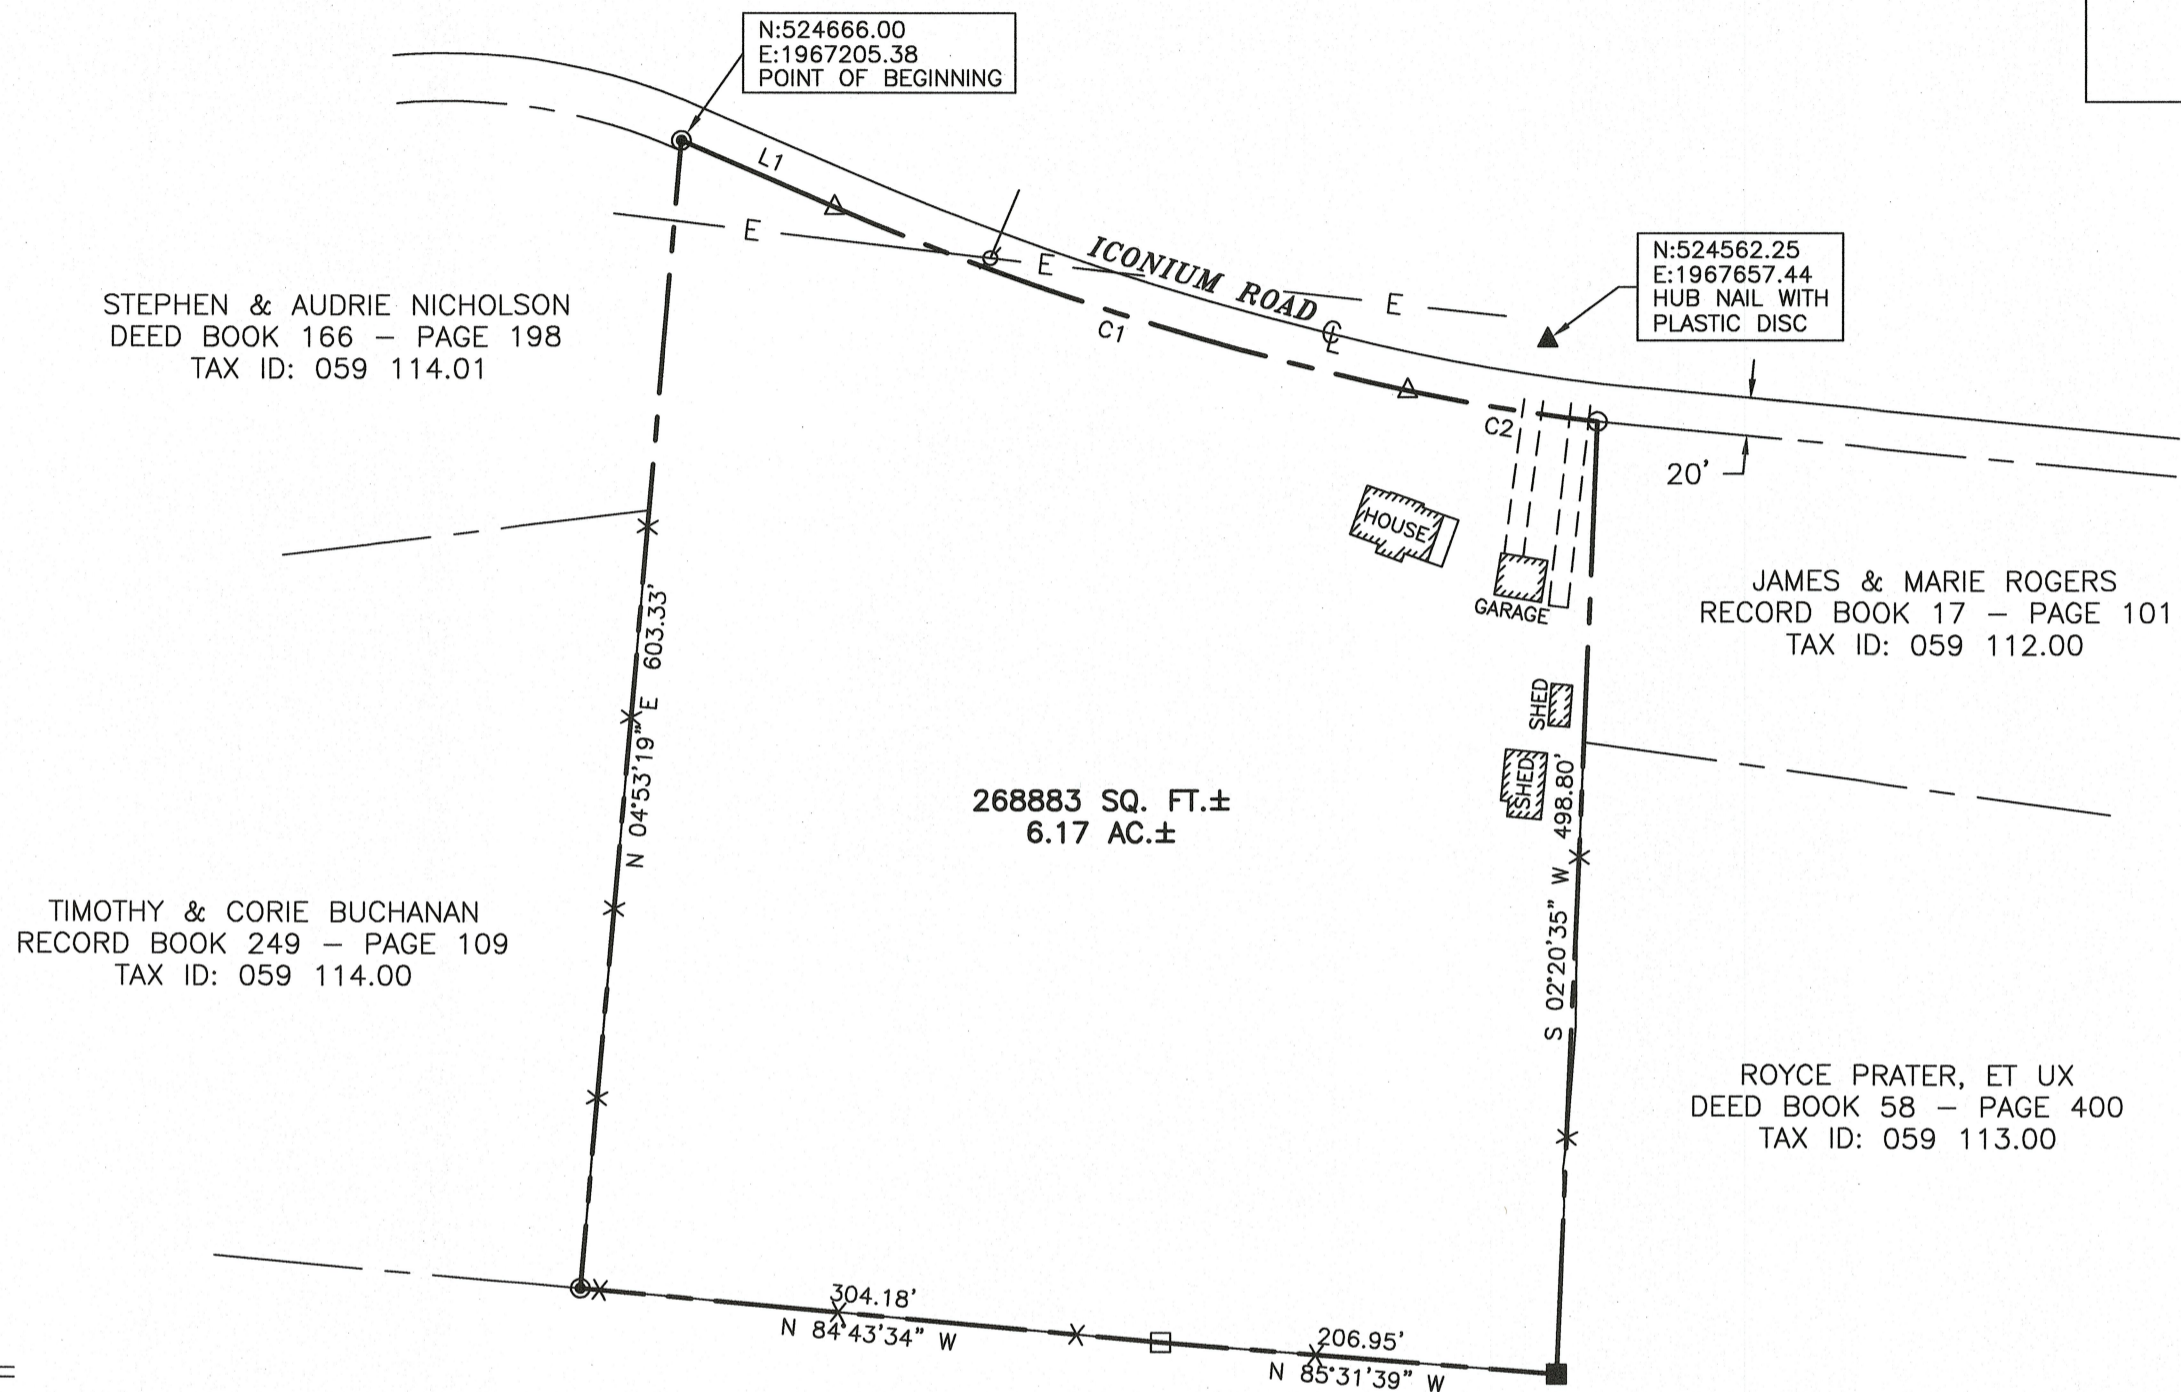 N:524666.00
E:1967205.38
POINT OF BEGINNING
L1
E
E
ICONIUM ROAD
℄
E
C1
N:524562.25
E:1967657.44
HUB NAIL WITH
PLASTIC DISC
STEPHEN & AUDRIE NICHOLSON
DEED BOOK 166 – PAGE 198
TAX ID: 059 114.01
C2
20'
HOUSE
GARAGE
JAMES & MARIE ROGERS
RECORD BOOK 17 – PAGE 101
TAX ID: 059 112.00
N 04°53'19" E 603.33'
SHED
SHED
268883 SQ. FT.±
6.17 AC.±
S 02°20'35" W 498.80'
TIMOTHY & CORIE BUCHANAN
RECORD BOOK 249 – PAGE 109
TAX ID: 059 114.00
ROYCE PRATER, ET UX
DEED BOOK 58 – PAGE 400
TAX ID: 059 113.00
304.18'
N 84°43'34" W
206.95'
N 85°31'39" W